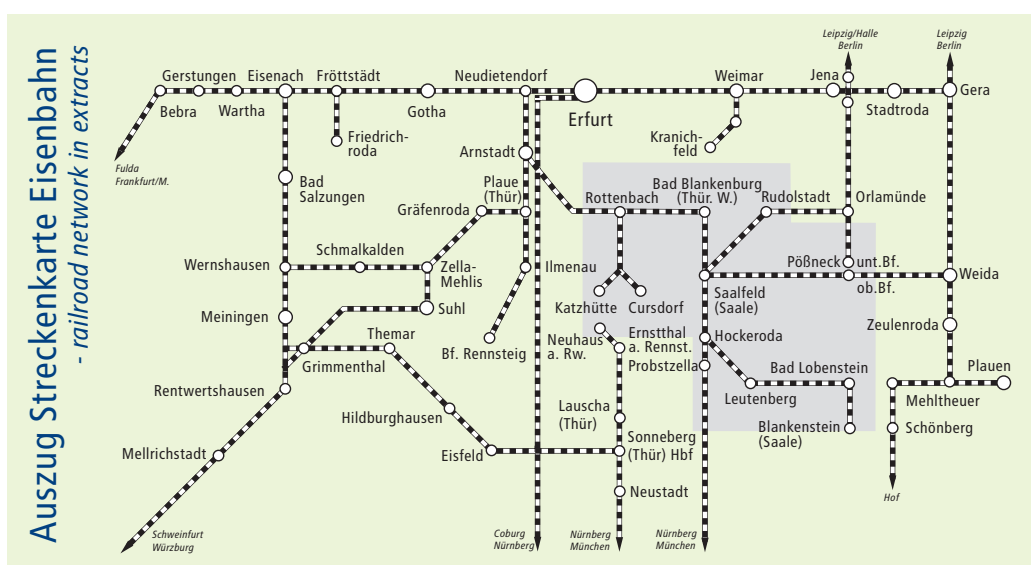 Auszug Streckenkarte Eisenbahn
- railroad network in extracts
Leipzig/Halle
Berlin
Leipzig
Berlin
Gerstungen
Eisenach
Fröttstädt
Neudietendorf
Weimar
Jena
Gera
Bebra
Wartha
Gotha
Erfurt
Stadtroda
Friedrich-
roda
Kranich-
feld
Arnstadt
Fulda
Frankfurt/M.
Bad
Salzungen
Plaue
(Thür)
Rottenbach
Bad Blankenburg
(Thür. W.)
Rudolstadt
Orlamünde
Gräfenroda
Schmalkalden
Wernshausen
Zella-
Mehlis
Ilmenau
Pößneck
unt.Bf.
ob.Bf.
Weida
Katzhütte
Cursdorf
Saalfeld
(Saale)
Suhl
Meiningen
Themar
Bf. Rennsteig
Neuhaus
a. Rw.
Ernstthal
a. Rennst.
Hockeroda
Zeulenroda
Grimmenthal
Probstzella
Bad Lobenstein
Plauen
Rentwertshausen
Leutenberg
Mehltheuer
Hildburghausen
Lauscha
(Thür)
Blankenstein
(Saale)
Schönberg
Mellrichstadt
Eisfeld
Sonneberg
(Thür) Hbf
Neustadt
Hof
Schweinfurt
Würzburg
Coburg
Nürnberg
Nürnberg
München
Nürnberg
München